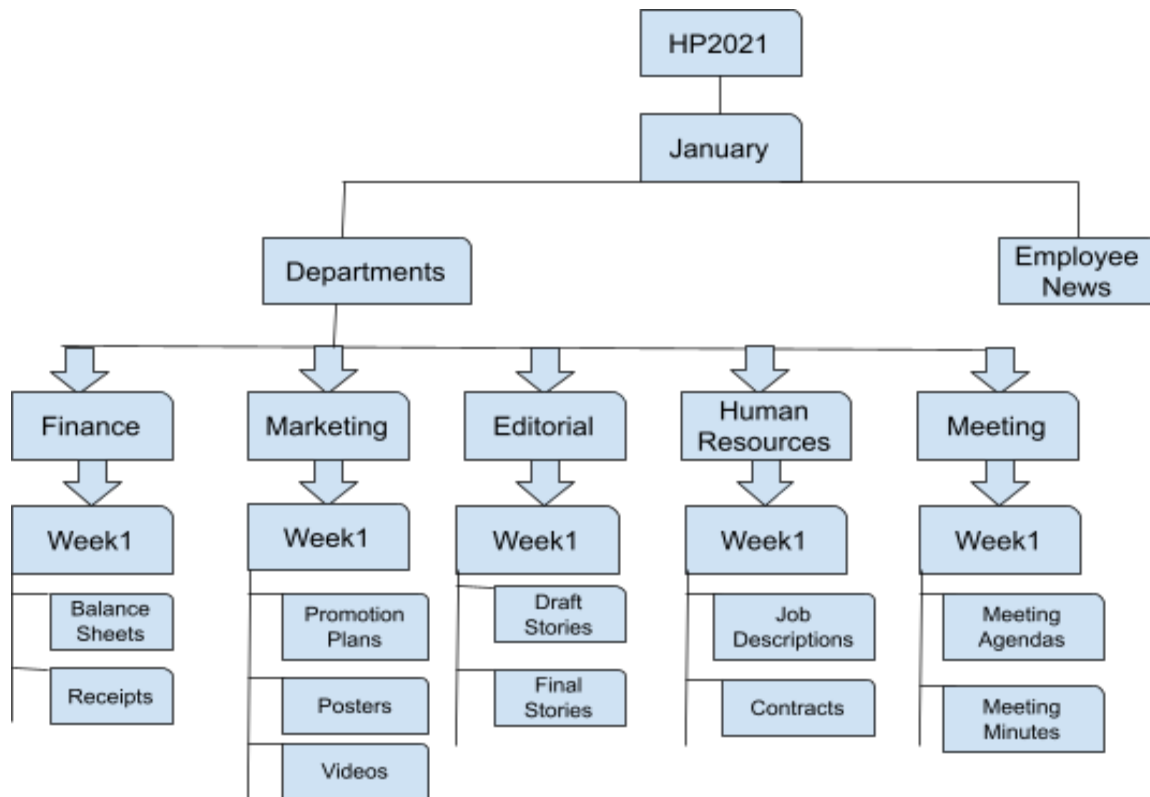 HP2021
January
Departments
Employee
News
Finance
Marketing
Editorial
Human
Resources
Meeting
Week1
Week1
Week1
Week1
Week1
Balance
Sheets
Receipts
Promotion
Plans
Posters
Videos
Draft
Stories
Final
Stories
Job
Descriptions
Contracts
Meeting
Agendas
Meeting
Minutes